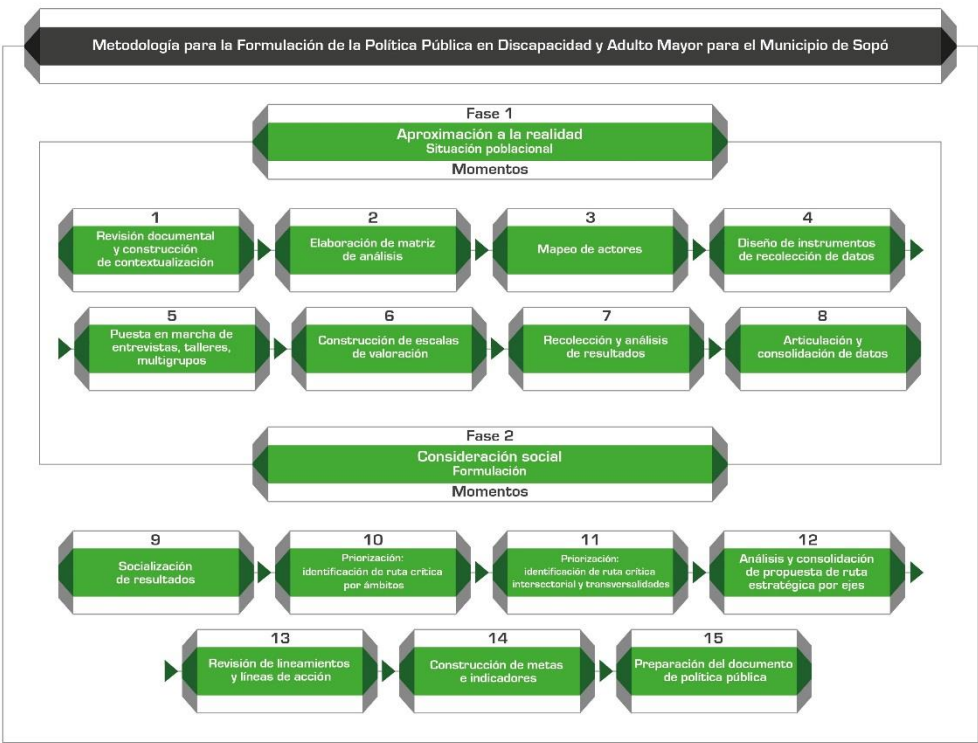 Metodología para la Formulación de la Política Pública en Discapacidad y Adulto Mayor para el Municipio de Sopó
Fase 1
Aproximación a la realidad
Situación poblacional
Momentos
1
Revisión documental
y construcción
de contextualización
2
Elaboración de matriz
de análisis
3
Mapeo de actores
4
Diseño de instrumentos
de recolección de datos
5
Puesta en marcha de
entrevistas, talleres,
multigrupos
6
Construcción de escalas
de valoración
7
Recolección y análisis
de resultados
8
Articulación y
consolidación de datos
Fase 2
Consideración social
Formulación
Momentos
9
Socialización
de resultados
10
Priorización:
identificación de ruta crítica
por ámbitos
11
Priorización:
identificación de ruta crítica
intersectorial y transversalidades
12
Análisis y consolidación
de propuesta de ruta
estratégica por ejes
13
Revisión de lineamientos
y líneas de acción
14
Construcción de metas
e indicadores
15
Preparación del documento
de política pública